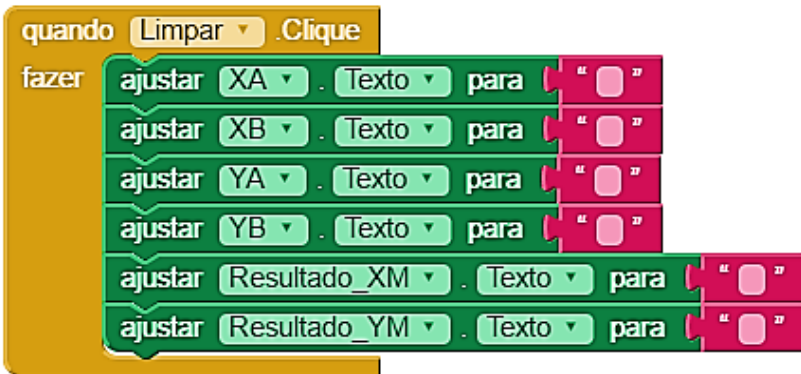 quando Limpar .Clique
fazer ajustar XA . Texto para “ ”
ajustar XB . Texto para “ ”
ajustar YA . Texto para “ ”
ajustar YB . Texto para “ ”
ajustar Resultado_XM . Texto para “ ”
ajustar Resultado_YM . Texto para “ ”